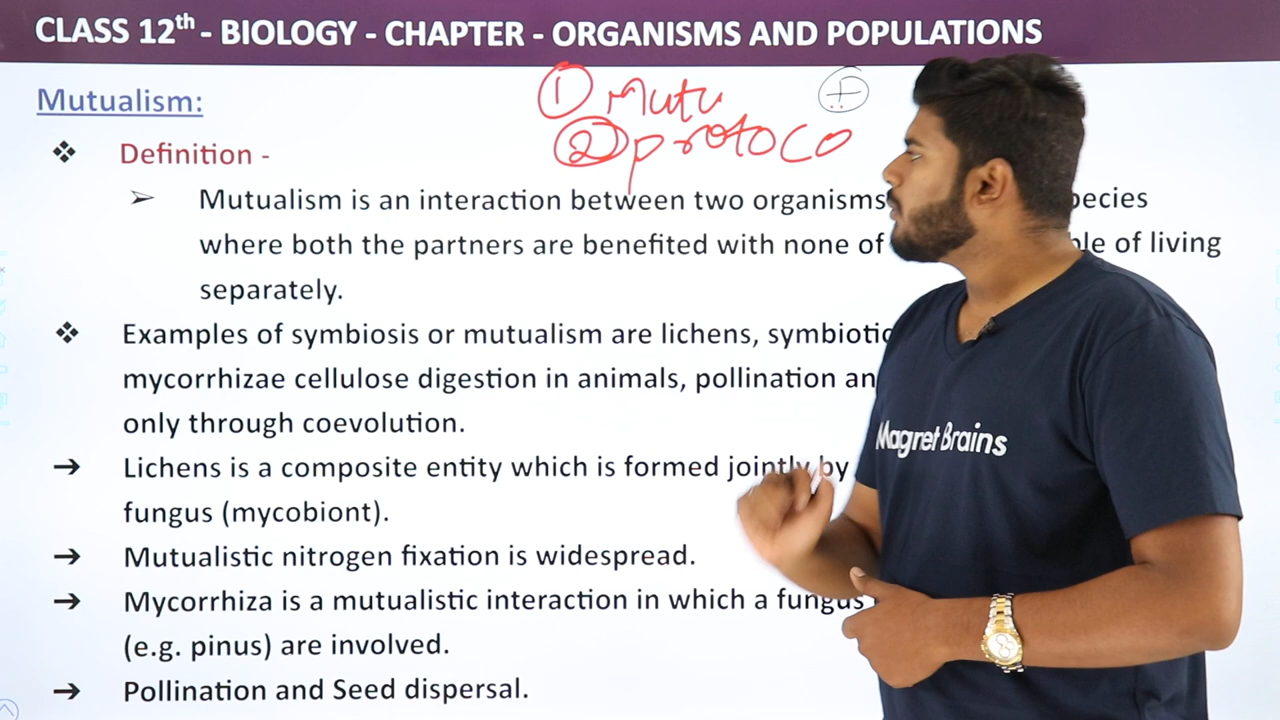 CLASS 12th - BIOLOGY - CHAPTER - ORGANISMS AND POPULATIONS
Mutualism:
① Mutu +
② protoco
❖ Definition -
➢ Mutualism is an interaction between two organisms
where both the partners are benefited with none of of living
separately.
❖ Examples of symbiosis or mutualism are lichens,
mycorrhizae cellulose digestion in animals, pollination
only through coevolution.
→ Lichens is a composite entity which is formed jointly by
fungus (mycobiont).
→ Mutualistic nitrogen fixation is widespread.
→ Mycorrhiza is a mutualistic interaction in which a fungus
(e.g. pinus) are involved.
→ Pollination and Seed dispersal.
Magnet Brains